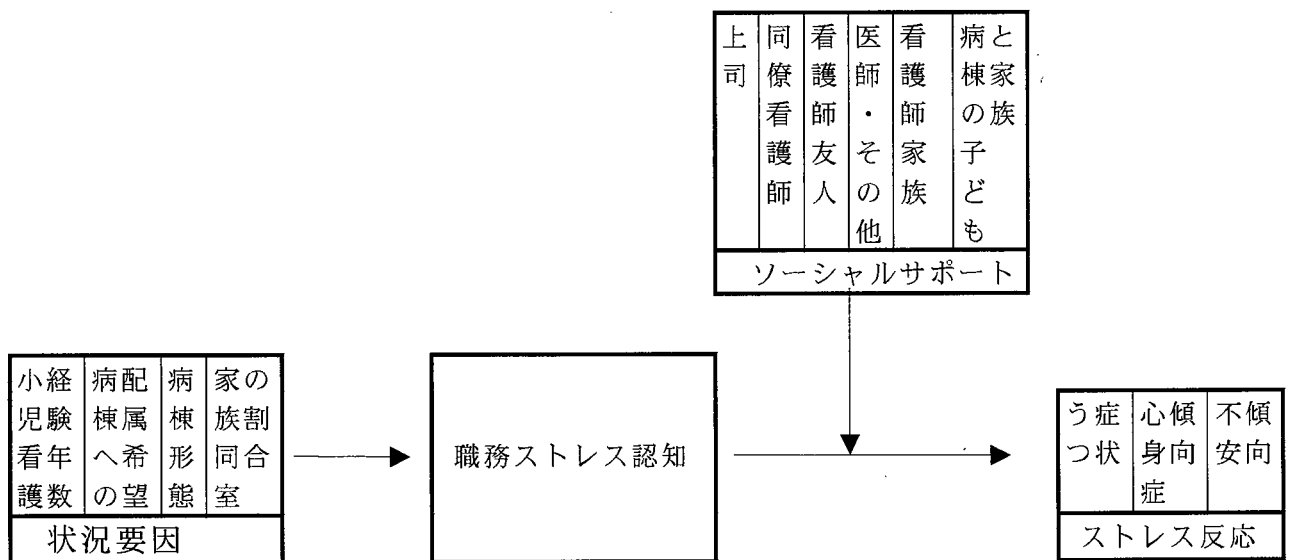 上司
同僚看護師
看護師友人
医師・その他
看護師家族
病棟の子ども
と家族
ソーシャルサポート
小児看護
経験年数
病棟への
配属希望
病棟形態
家族同室
の割合
状況要因
職務ストレス認知
うつ
症状
心身症
傾向
不安
傾向
ストレス反応